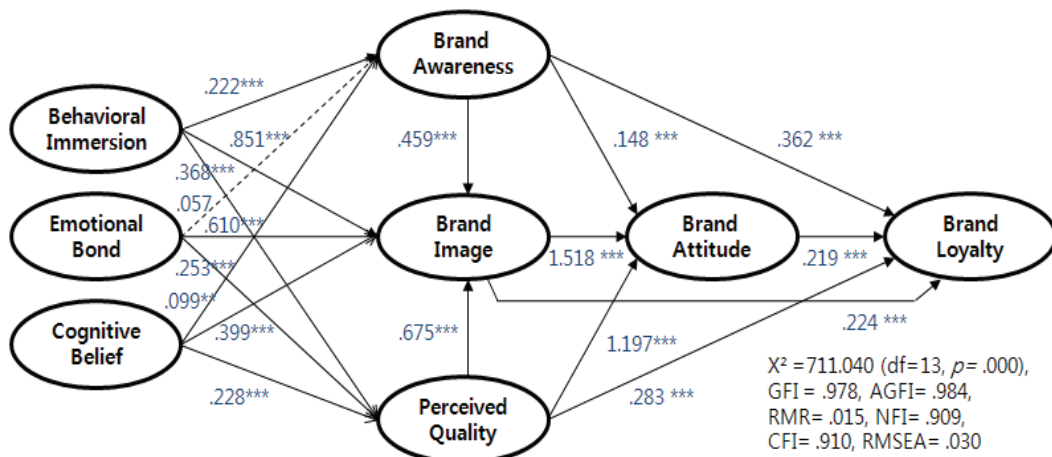 Brand
Awareness
.222***
Behavioral
Immersion
.851***
.459***
.148 ***
.362 ***
.368***
.057
.610***
Emotional
Bond
Brand
Image
Brand
Attitude
Brand
Loyalty
1.518 ***
.219 ***
.253***
.099**
Cognitive
Belief
.399***
.675***
1.197***
.224 ***
.228***
.283 ***
Perceived
Quality
X² =711.040 (df=13, p= .000),
GFI = .978, AGFI= .984,
RMR= .015, NFI= .909,
CFI= .910, RMSEA= .030